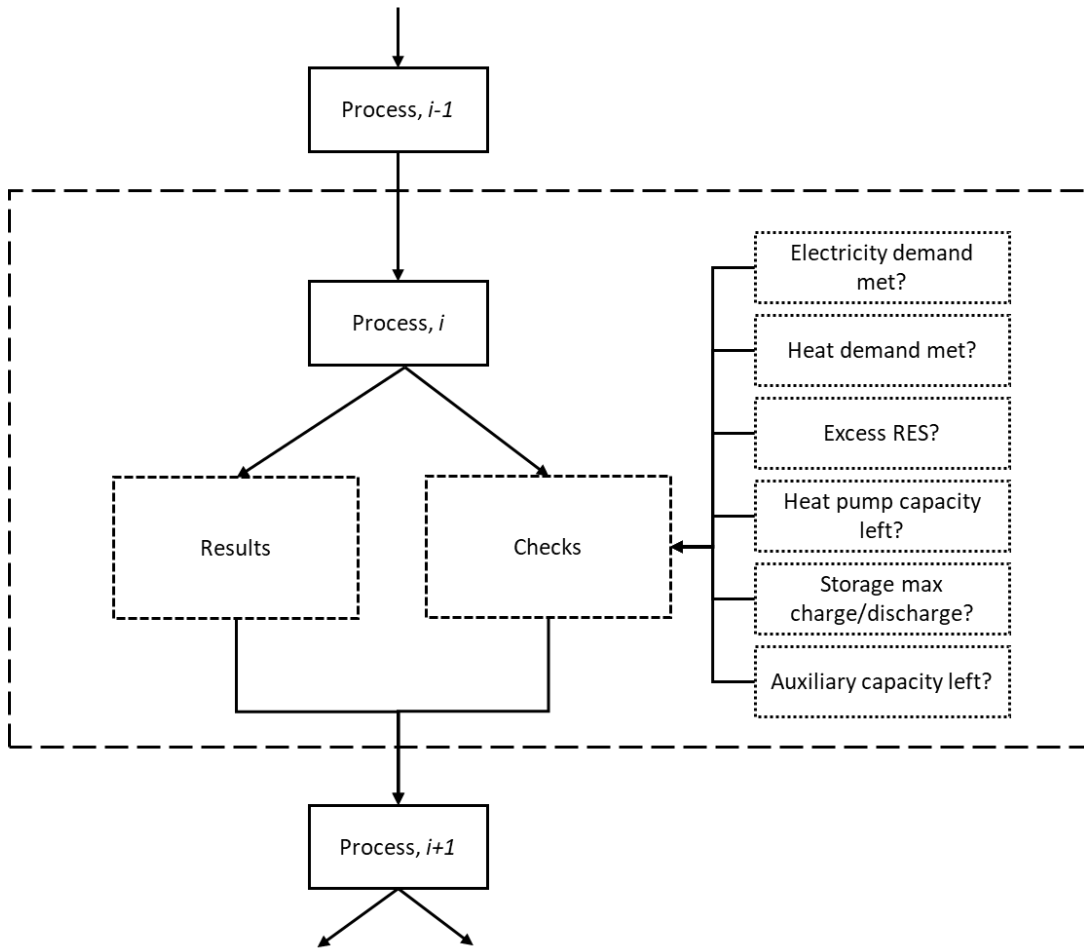 Process, i-1
Process, i
Electricity demand
met?
Heat demand met?
Excess RES?
Heat pump capacity
left?
Storage max
charge/discharge?
Auxiliary capacity left?
Results
Checks
Process, i+1